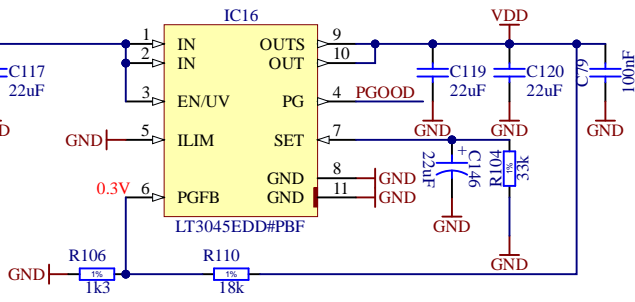 IC16
VDD
1
IN
OUTS
9
2
IN
OUT
10
C117
22uF
C119
22uF
C120
22uF
C79
100nF
3
EN/UV
PG
4
PGOOD
GND
5
ILIM
SET
7
GND
GND
GND
22uF
+
C146
R104
1%
33k
GND
8
GND
0.3V
6
PGFB
GND
11
GND
GND
LT3045EDD#PBF
GND
GND
R106
1%
1k3
R110
1%
18k